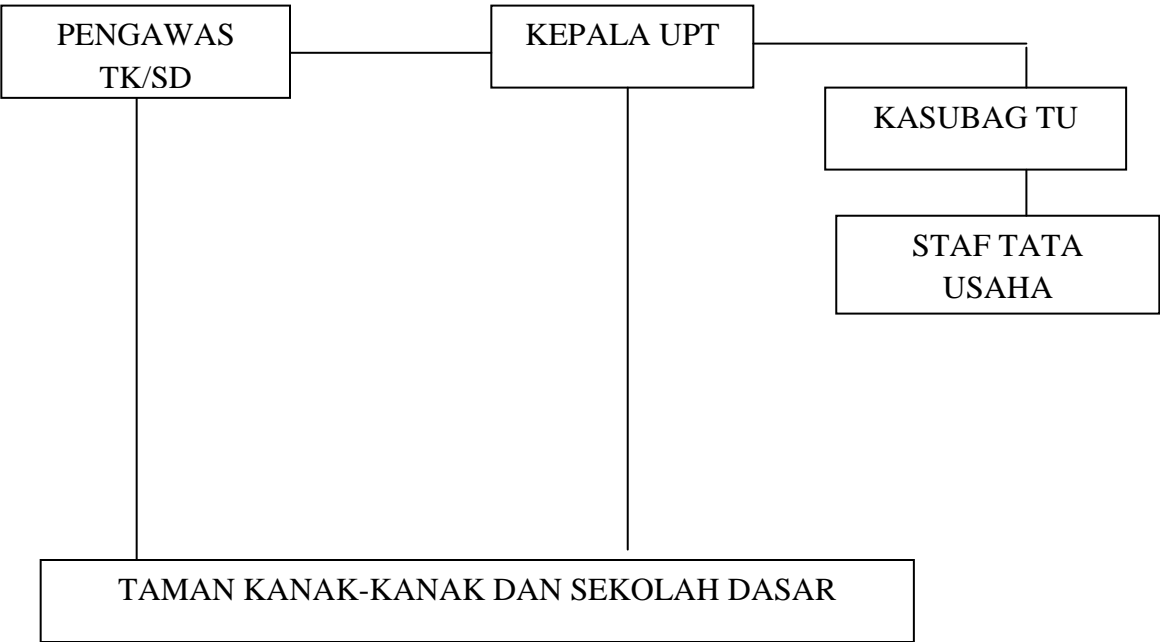 PENGAWAS
TK/SD
KEPALA UPT
KASUBAG TU
STAF TATA
USAHA
TAMAN KANAK-KANAK DAN SEKOLAH DASAR